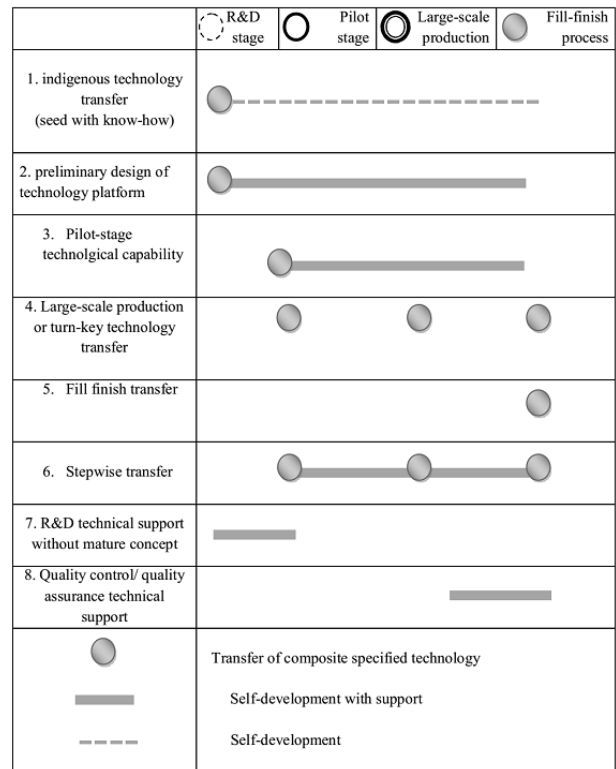 R&D stage
Pilot stage
Large-scale production
Fill-finish process
1. indigenous technology
transfer
(seed with know-how)
2. preliminary design of
technology platform
3. Pilot-stage
technolgical capability
4. Large-scale production
or turn-key technology
transfer
5. Fill finish transfer
6. Stepwise transfer
7. R&D technical support
without mature concept
8. Quality control/ quality
assurance technical
support
Transfer of composite specified technology
Self-development with support
Self-development